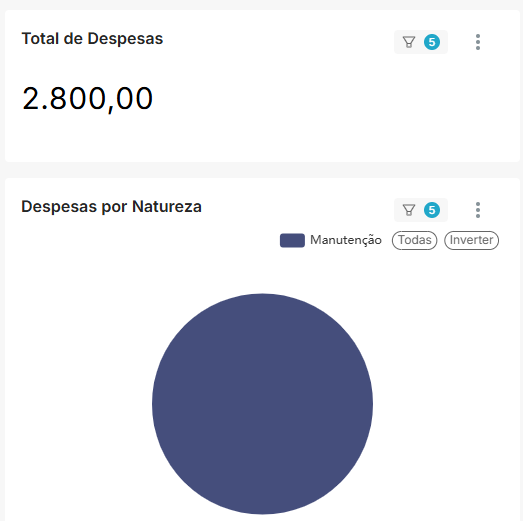 Total de Despesas
5
2.800,00
Despesas por Natureza
5
Manutenção Todas Inverter